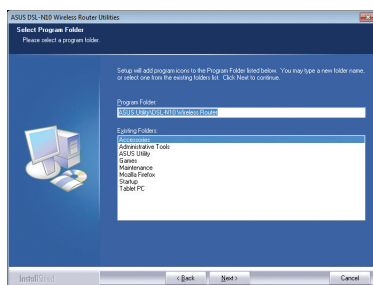 ASUS DSL-N10 Wireless Router Utilities
Select Program Folder
Please select a program folder.
Setup will add program icons to the Program Folder listed below. You may type a new folder name, or select one from the existing folders list. Click Next to continue.
Program Folder:
ASUS Utility\DSL-N10 Wireless Router
Existing Folders:
Accessories
Administrative Tools
ASUS Utility
Games
Maintenance
Mozilla Firefox
Startup
Tablet PC
InstallShield
< Back
Next >
Cancel